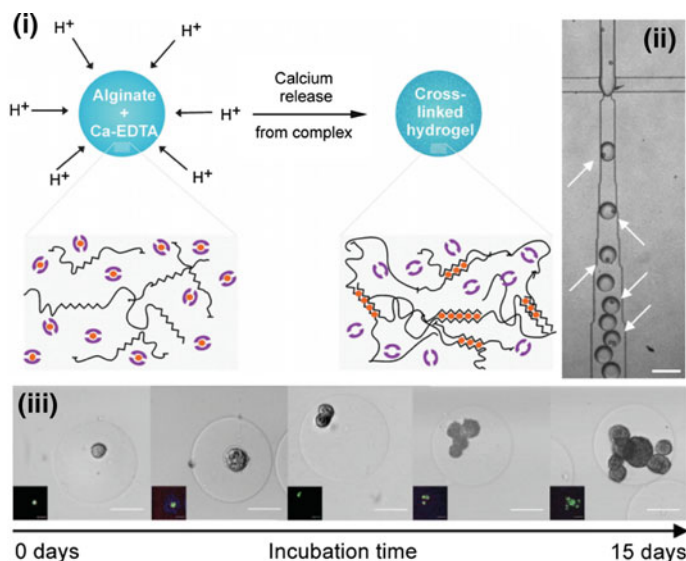 (i)
H+
H+
H+
H+
H+
H+
Alginate
+
Ca-EDTA
Calcium
release
from complex
Cross-
linked
hydrogel
(ii)
(iii)
0 days
Incubation time
15 days